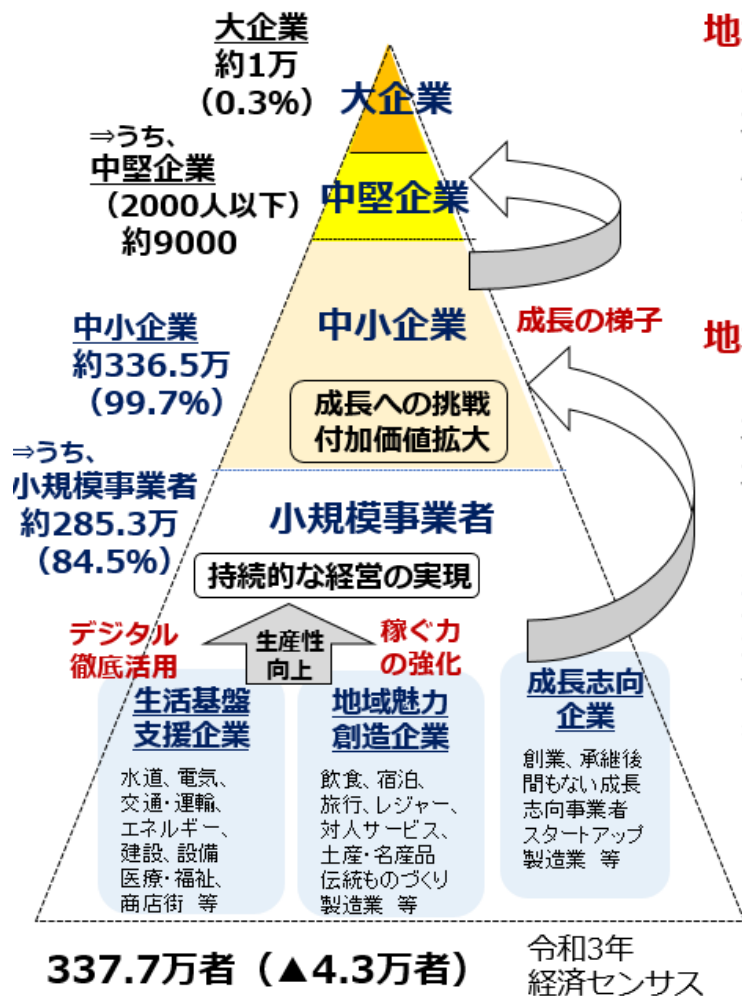 大企業
約1万
（0.3%）
⇒うち、
中堅企業
（2000人以下）
約9000
中小企業
約336.5万
（99.7%）
⇒うち、
小規模事業者
約285.3万
（84.5%）
大企業
中堅企業
中小企業
成長への挑戦
付加価値拡大
成長の梯子
小規模事業者
持続的な経営の実現
デジタル
徹底活用
生産性
向上
稼ぐ力
の強化
生活基盤
支援企業
水道、電気、
交通・運輸、
エネルギー、
建設、設備
医療・福祉、
商店街 等
地域魅力
創造企業
飲食、宿泊、
旅行、レジャー、
対人サービス、
土産・名産品
伝統ものづくり
製造業 等
成長志向
企業
創業、承継後
間もない成長
志向事業者
スタートアップ
製造業 等
337.7万者（▲4.3万者）
令和3年
経済センサス
地
地